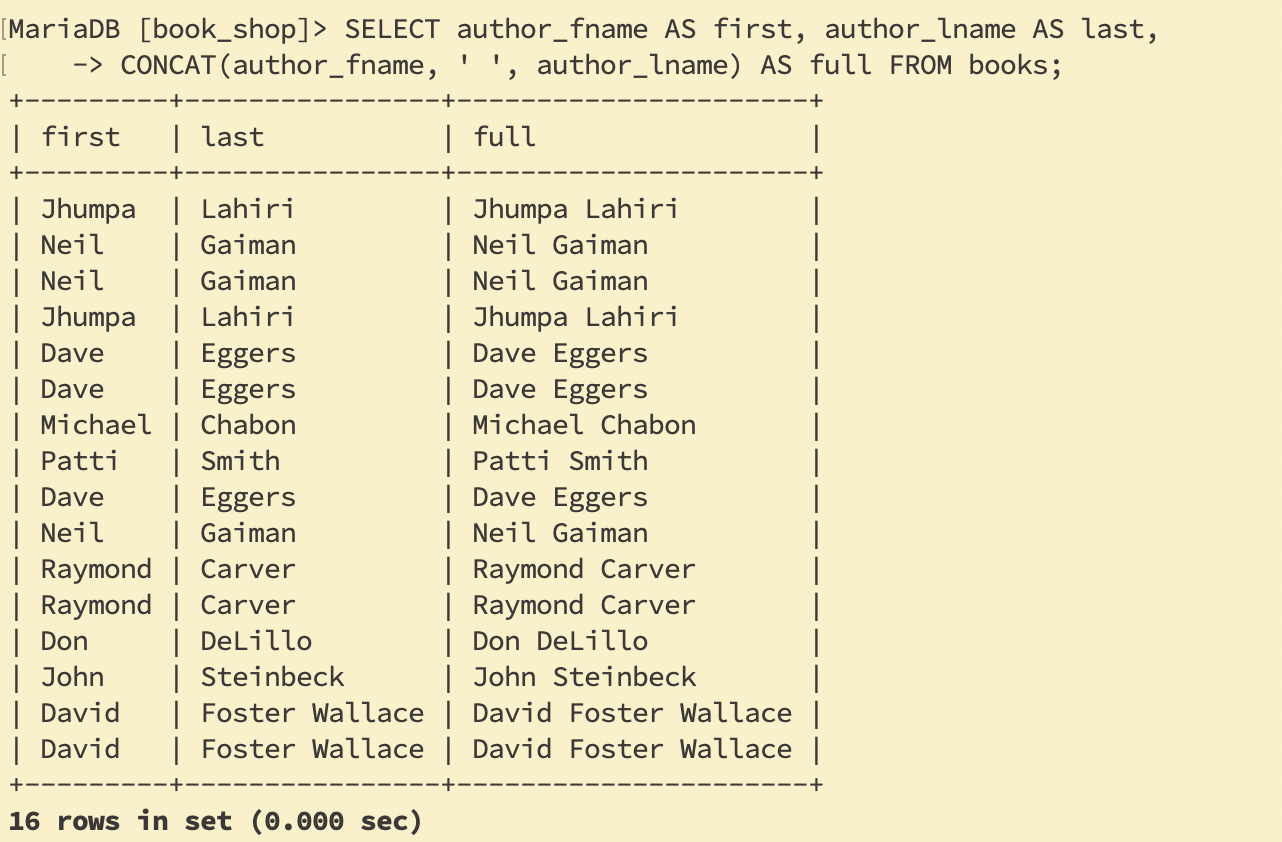 [MariaDB [book_shop]> SELECT author_fname AS first, author_lname AS last,
[    -> CONCAT(author_fname, ' ', author_lname) AS full FROM books;
+---------+----------------+----------------------+
| first   | last           | full                 |
+---------+----------------+----------------------+
| Jhumpa  | Lahiri         | Jhumpa Lahiri        |
| Neil    | Gaiman         | Neil Gaiman          |
| Neil    | Gaiman         | Neil Gaiman          |
| Jhumpa  | Lahiri         | Jhumpa Lahiri        |
| Dave    | Eggers         | Dave Eggers          |
| Dave    | Eggers         | Dave Eggers          |
| Michael | Chabon         | Michael Chabon       |
| Patti   | Smith          | Patti Smith          |
| Dave    | Eggers         | Dave Eggers          |
| Neil    | Gaiman         | Neil Gaiman          |
| Raymond | Carver         | Raymond Carver       |
| Raymond | Carver         | Raymond Carver       |
| Don     | DeLillo        | Don DeLillo          |
| John    | Steinbeck      | John Steinbeck       |
| David   | Foster Wallace | David Foster Wallace |
| David   | Foster Wallace | David Foster Wallace |
+---------+----------------+----------------------+
16 rows in set (0.000 sec)